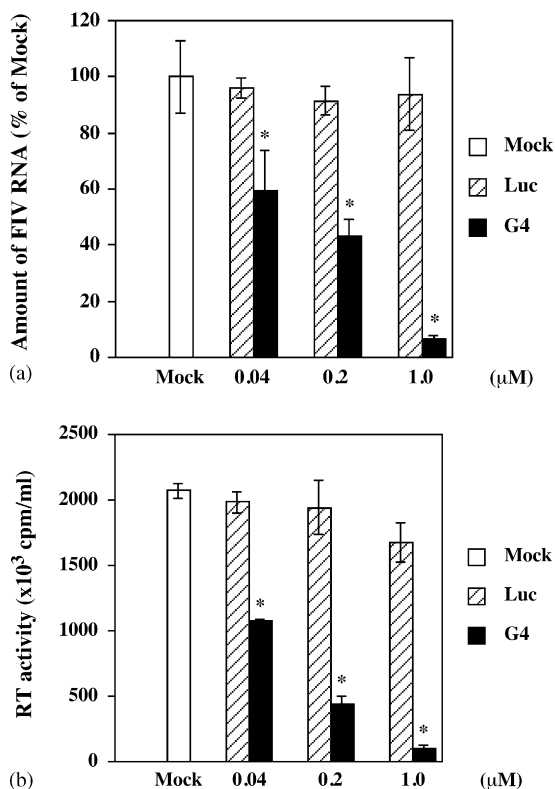 120
100
80
60
40
20
0
Amount of FIV RNA (% of Mock)
*
*
*
Mock
Luc
G4
(a)
Mock 0.04 0.2 1.0 (μM)
2500
2000
1500
1000
500
0
RT activity (x10³ cpm/ml)
*
*
*
Mock
Luc
G4
(b)
Mock 0.04 0.2 1.0 (μM)